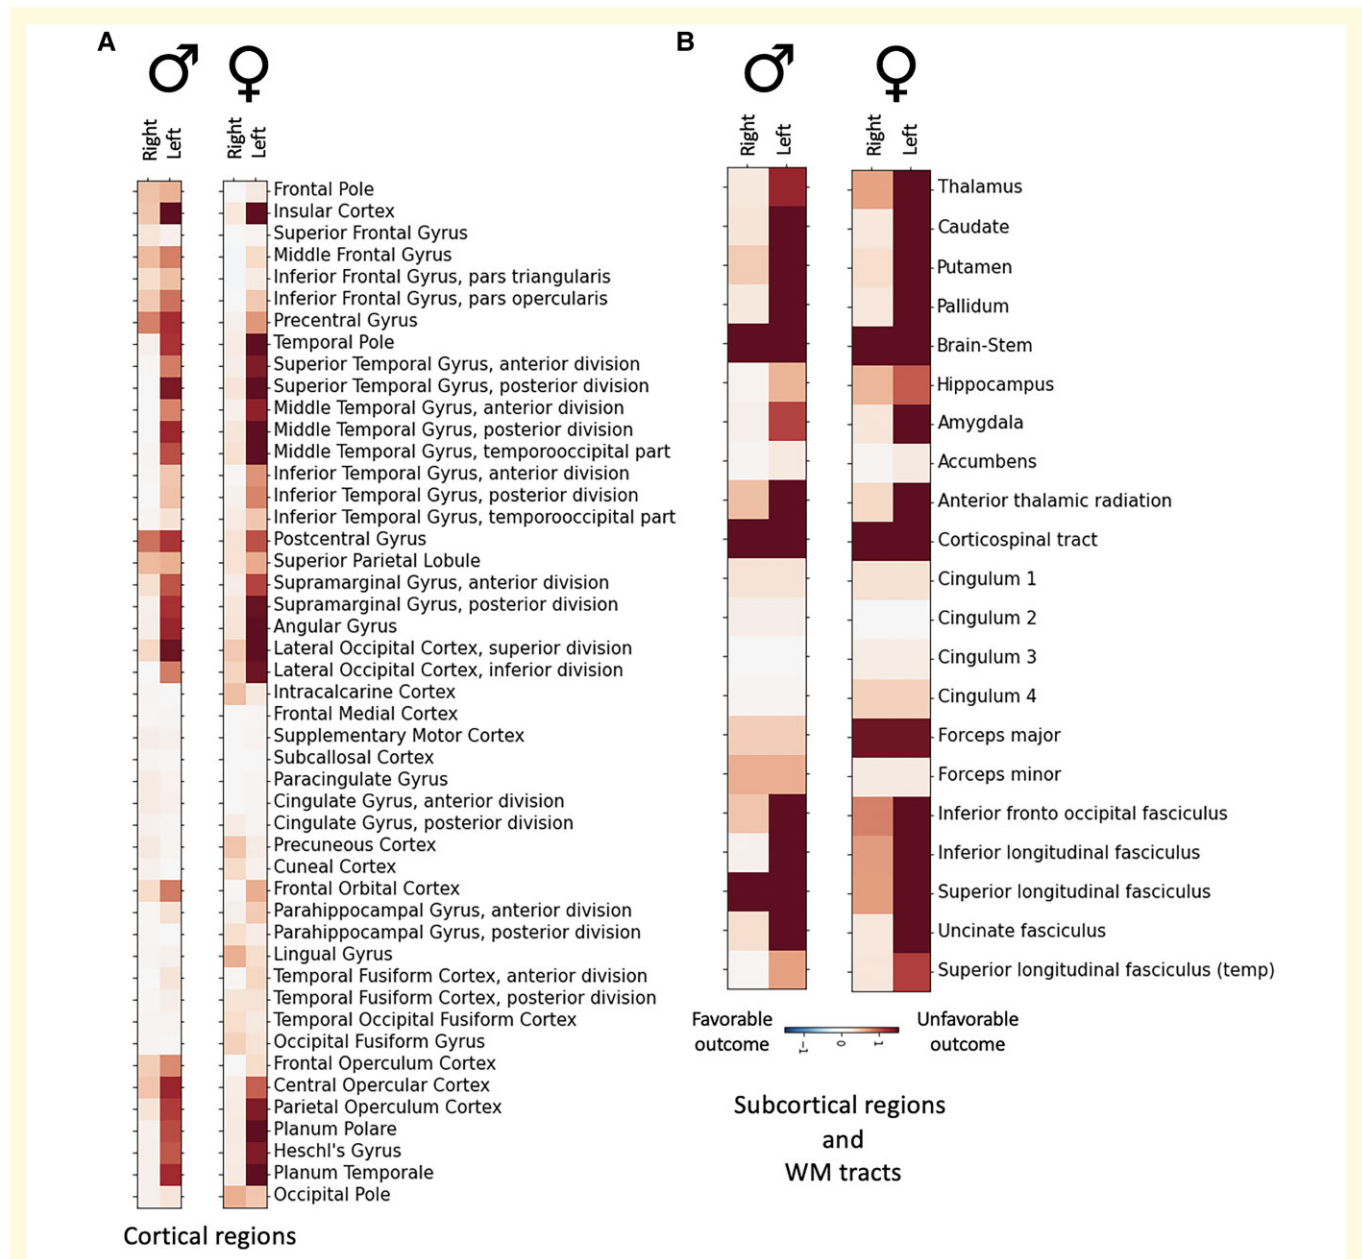 A
♂ ♀
Right
Left
Right
Left
Frontal Pole
Insular Cortex
Superior Frontal Gyrus
Middle Frontal Gyrus
Inferior Frontal Gyrus, pars triangularis
Inferior Frontal Gyrus, pars opercularis
Precentral Gyrus
Temporal Pole
Superior Temporal Gyrus, anterior division
Superior Temporal Gyrus, posterior division
Middle Temporal Gyrus, anterior division
Middle Temporal Gyrus, posterior division
Middle Temporal Gyrus, temporooccipital part
Inferior Temporal Gyrus, anterior division
Inferior Temporal Gyrus, posterior division
Inferior Temporal Gyrus, temporooccipital part
Postcentral Gyrus
Superior Parietal Lobule
Supramarginal Gyrus, anterior division
Supramarginal Gyrus, posterior division
Angular Gyrus
Lateral Occipital Cortex, superior division
Lateral Occipital Cortex, inferior division
Intracalcarine Cortex
Frontal Medial Cortex
Supplementary Motor Cortex
Subcallosal Cortex
Paracingulate Gyrus
Cingulate Gyrus, anterior division
Cingulate Gyrus, posterior division
Precuneous Cortex
Cuneal Cortex
Frontal Orbital Cortex
Parahippocampal Gyrus, anterior division
Parahippocampal Gyrus, posterior division
Lingual Gyrus
Temporal Fusiform Cortex, anterior division
Temporal Fusiform Cortex, posterior division
Temporal Occipital Fusiform Cortex
Occipital Fusiform Gyrus
Frontal Operculum Cortex
Central Opercular Cortex
Parietal Operculum Cortex
Planum Polare
Heschl's Gyrus
Planum Temporale
Occipital Pole
Cortical regions
B
♂ ♀
Right
Left
Right
Left
Thalamus
Caudate
Putamen
Pallidum
Brain-Stem
Hippocampus
Amygdala
Accumbens
Anterior thalamic radiation
Corticospinal tract
Cingulum 1
Cingulum 2
Cingulum 3
Cingulum 4
Forceps major
Forceps minor
Inferior fronto occipital fasciculus
Inferior longitudinal fasciculus
Superior longitudinal fasciculus
Uncinate fasciculus
Superior longitudinal fasciculus (temp)
Favorable
outcome
-1 0 1
Unfavorable
outcome
Subcortical regions
and
WM tracts